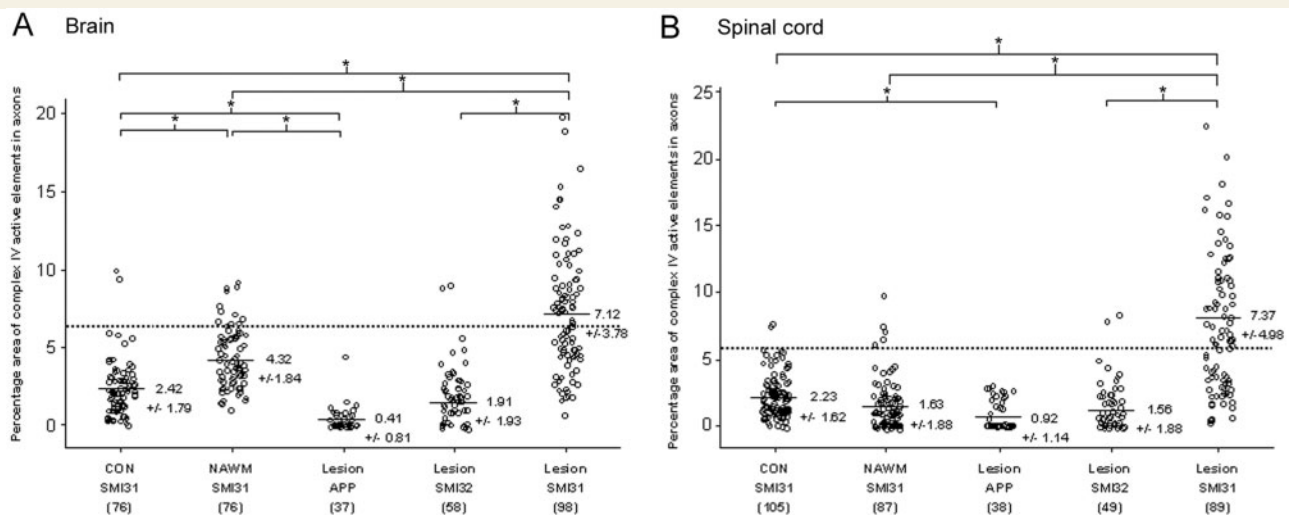 A Brain
*
*
*
*
*
*
Percentage area of complex IV active elements in axons
20
15
10
5
0
2.42
+/- 1.79
4.32
+/-1.84
0.41
+/- 0.81
1.91
+/- 1.93
7.12
+/-3.78
CON
SMI31
(76)
NAWM
SMI31
(76)
Lesion
APP
(37)
Lesion
SMI32
(58)
Lesion
SMI31
(98)
B Spinal cord
*
*
*
*
Percentage area of complex IV active elements in axons
25
20
15
10
5
0
2.23
+/- 1.62
1.63
+/-1.88
0.92
+/- 1.14
1.56
+/- 1.88
7.37
+/-4.98
CON
SMI31
(105)
NAWM
SMI31
(87)
Lesion
APP
(38)
Lesion
SMI32
(49)
Lesion
SMI31
(89)